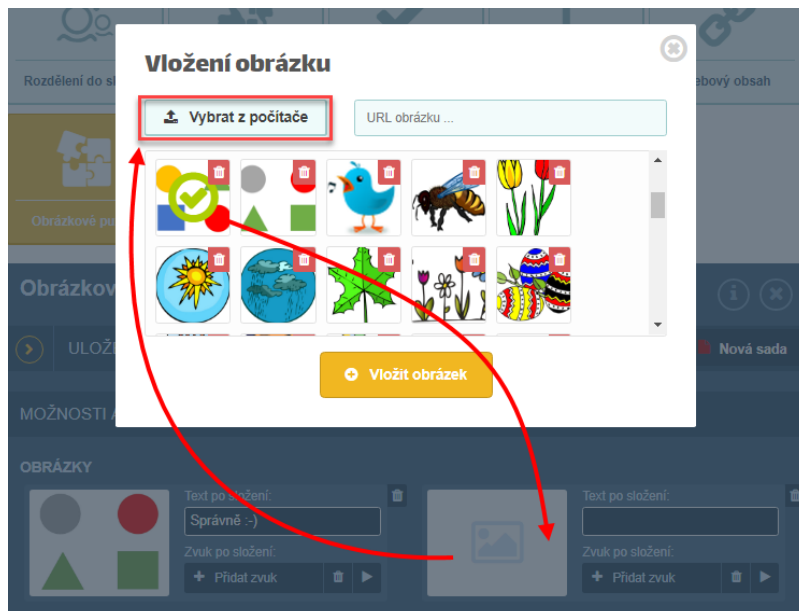 Rozdělení do sk
ebový obsah
Vložení obrázku
Vybrat z počítače
URL obrázku ...
Obrázkové pu
Obrázkov
ULOŽI
Nová sada
Vložit obrázek
MOŽNOSTI A
OBRÁZKY
Text po složení:
Správně :-)
Zvuk po složení:
Přidat zvuk
Text po složení:
Zvuk po složení:
Přidat zvuk